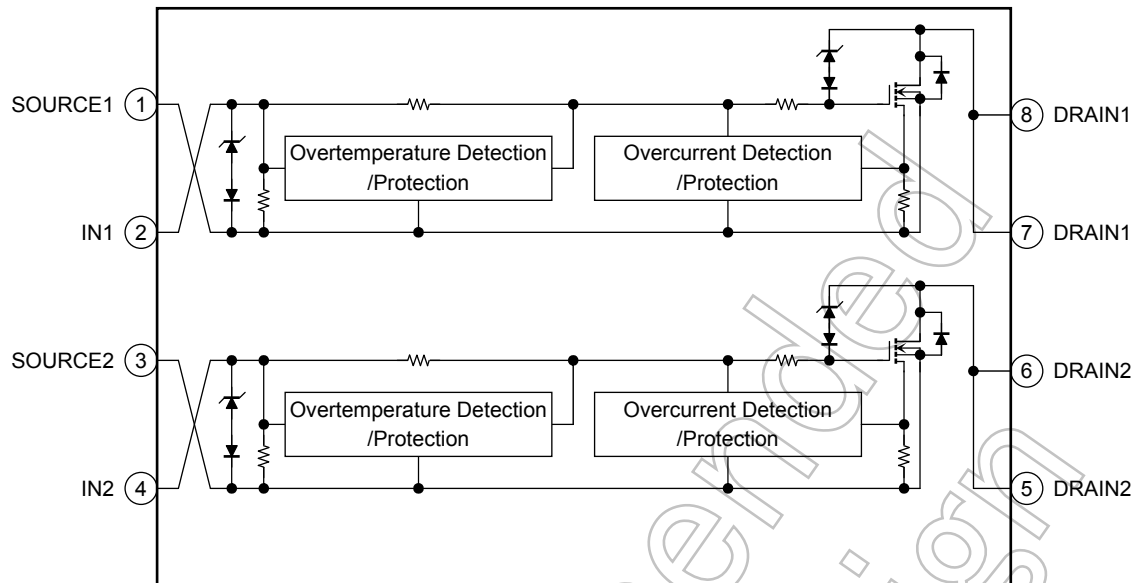 SOURCE1 1
IN1 2
SOURCE2 3
IN2 4
Overtemperature Detection
/Protection
Overcurrent Detection
/Protection
Overtemperature Detection
/Protection
Overcurrent Detection
/Protection
8 DRAIN1
7 DRAIN1
6 DRAIN2
5 DRAIN2